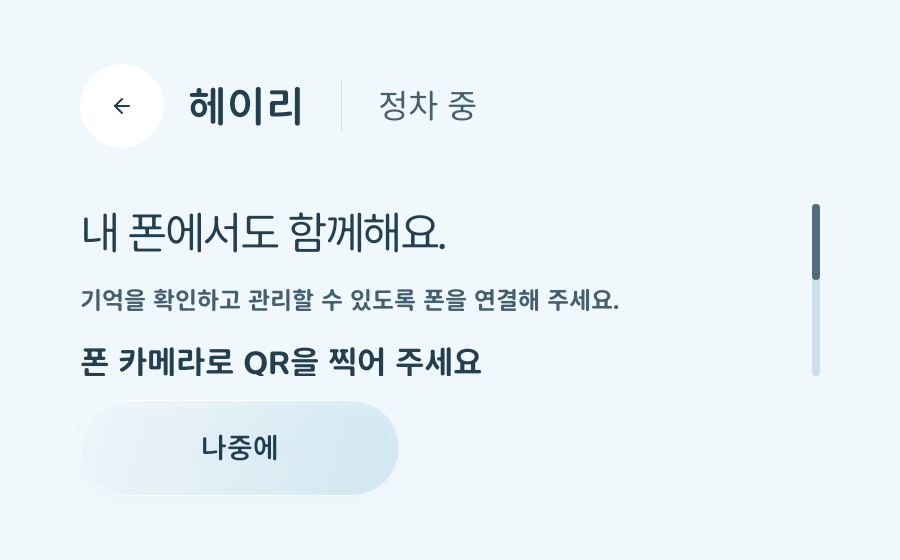 헤이리
정차 중
내 폰에서도 함께해요.
기억을 확인하고 관리할 수 있도록 폰을 연결해 주세요.
폰 카메라로 QR을 찍어 주세요
나중에